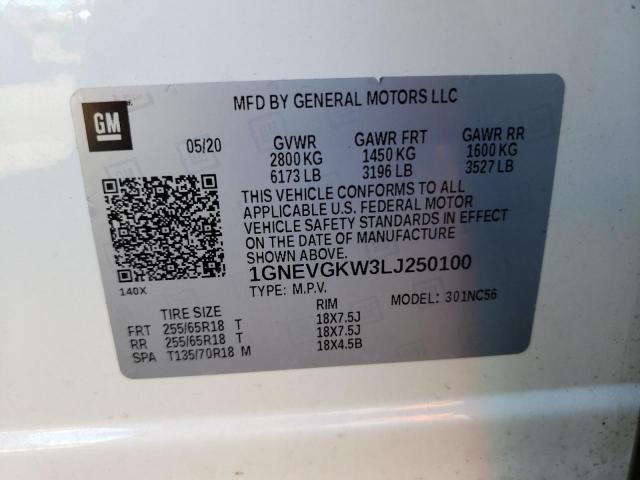 GM
MFD BY GENERAL MOTORS LLC
05/20 GVWR GAWR FRT GAWR RR
2800 KG 1450 KG 1600 KG
6173 LB 3196 LB 3527 LB
THIS VEHICLE CONFORMS TO ALL
APPLICABLE U.S. FEDERAL MOTOR
VEHICLE SAFETY STANDARDS IN EFFECT
ON THE DATE OF MANUFACTURE
SHOWN ABOVE.
1GNEVGKW3LJ250100
140X
TYPE: M.P.V. MODEL: 301NC56
TIRE SIZE RIM
FRT 255/65R18 T 18X7.5J
RR 255/65R18 T 18X7.5J
SPA T135/70R18 M 18X4.5B